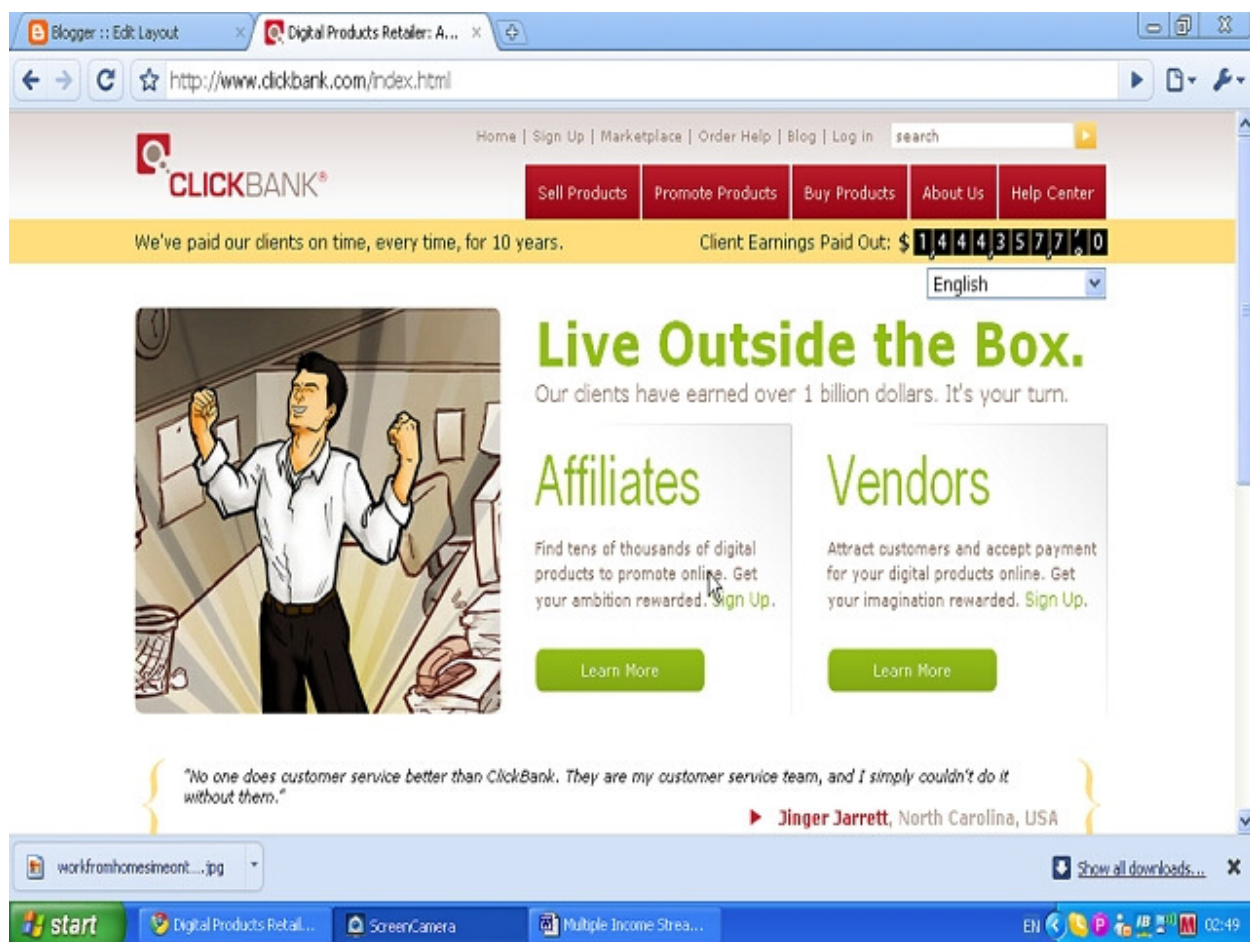 Blogger :: Edit Layout
Digital Products Retailer: A...
http://www.clickbank.com/index.html
Home | Sign Up | Marketplace | Order Help | Blog | Log in
search
CLICKBANK®
Sell Products
Promote Products
Buy Products
About Us
Help Center
We've paid our clients on time, every time, for 10 years.
Client Earnings Paid Out: $ 1,444,357,7 0
English
Live Outside the Box.
Our clients have earned over 1 billion dollars. It's your turn.
Affiliates
Find tens of thousands of digital
products to promote online. Get
your ambition rewarded. Sign Up.
Learn More
Vendors
Attract customers and accept payment
for your digital products online. Get
your imagination rewarded. Sign Up.
Learn More
"No one does customer service better than ClickBank. They are my customer service team, and I simply couldn't do it
without them."
Jinger Jarrett, North Carolina, USA
workfromhomesimeont....jpg
Show all downloads...
start
Digital Products Retail...
ScreenCamera
Multiple Income Strea...
EN
02:49